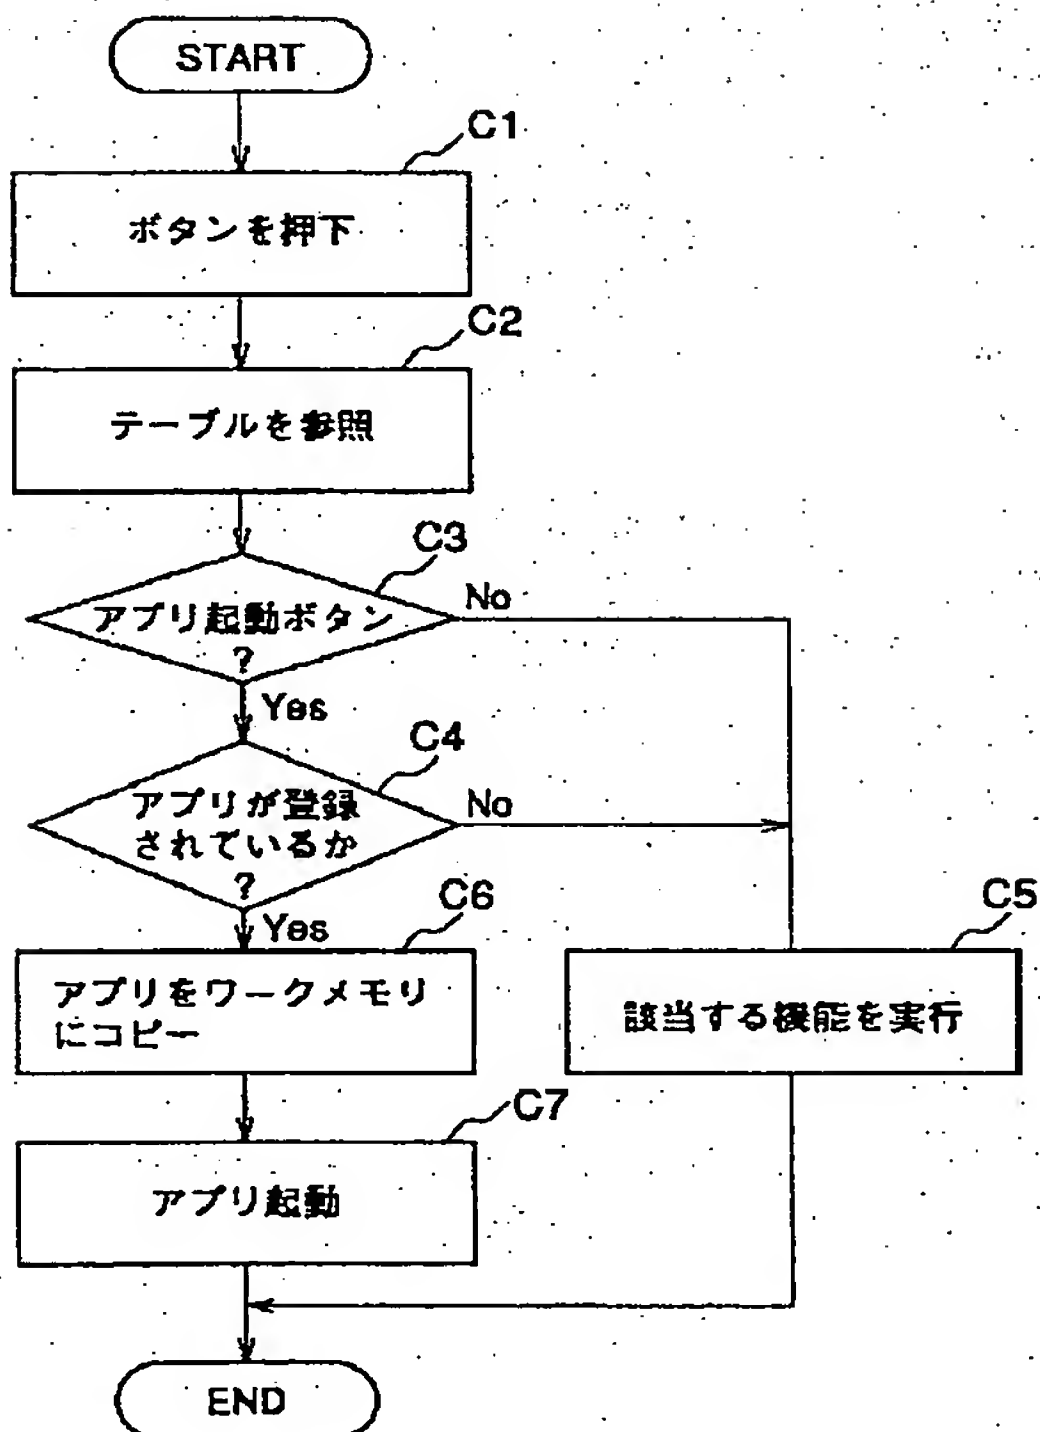 START
C1
ボタンを押下
C2
テーブルを参照
C3
アプリ起動ボタン
?
No
Yes
C4
アプリが登録
されているか
?
No
Yes
C6
アプリをワークメモリ
にコピー
C5
該当する機能を実行
C7
アプリ起動
END